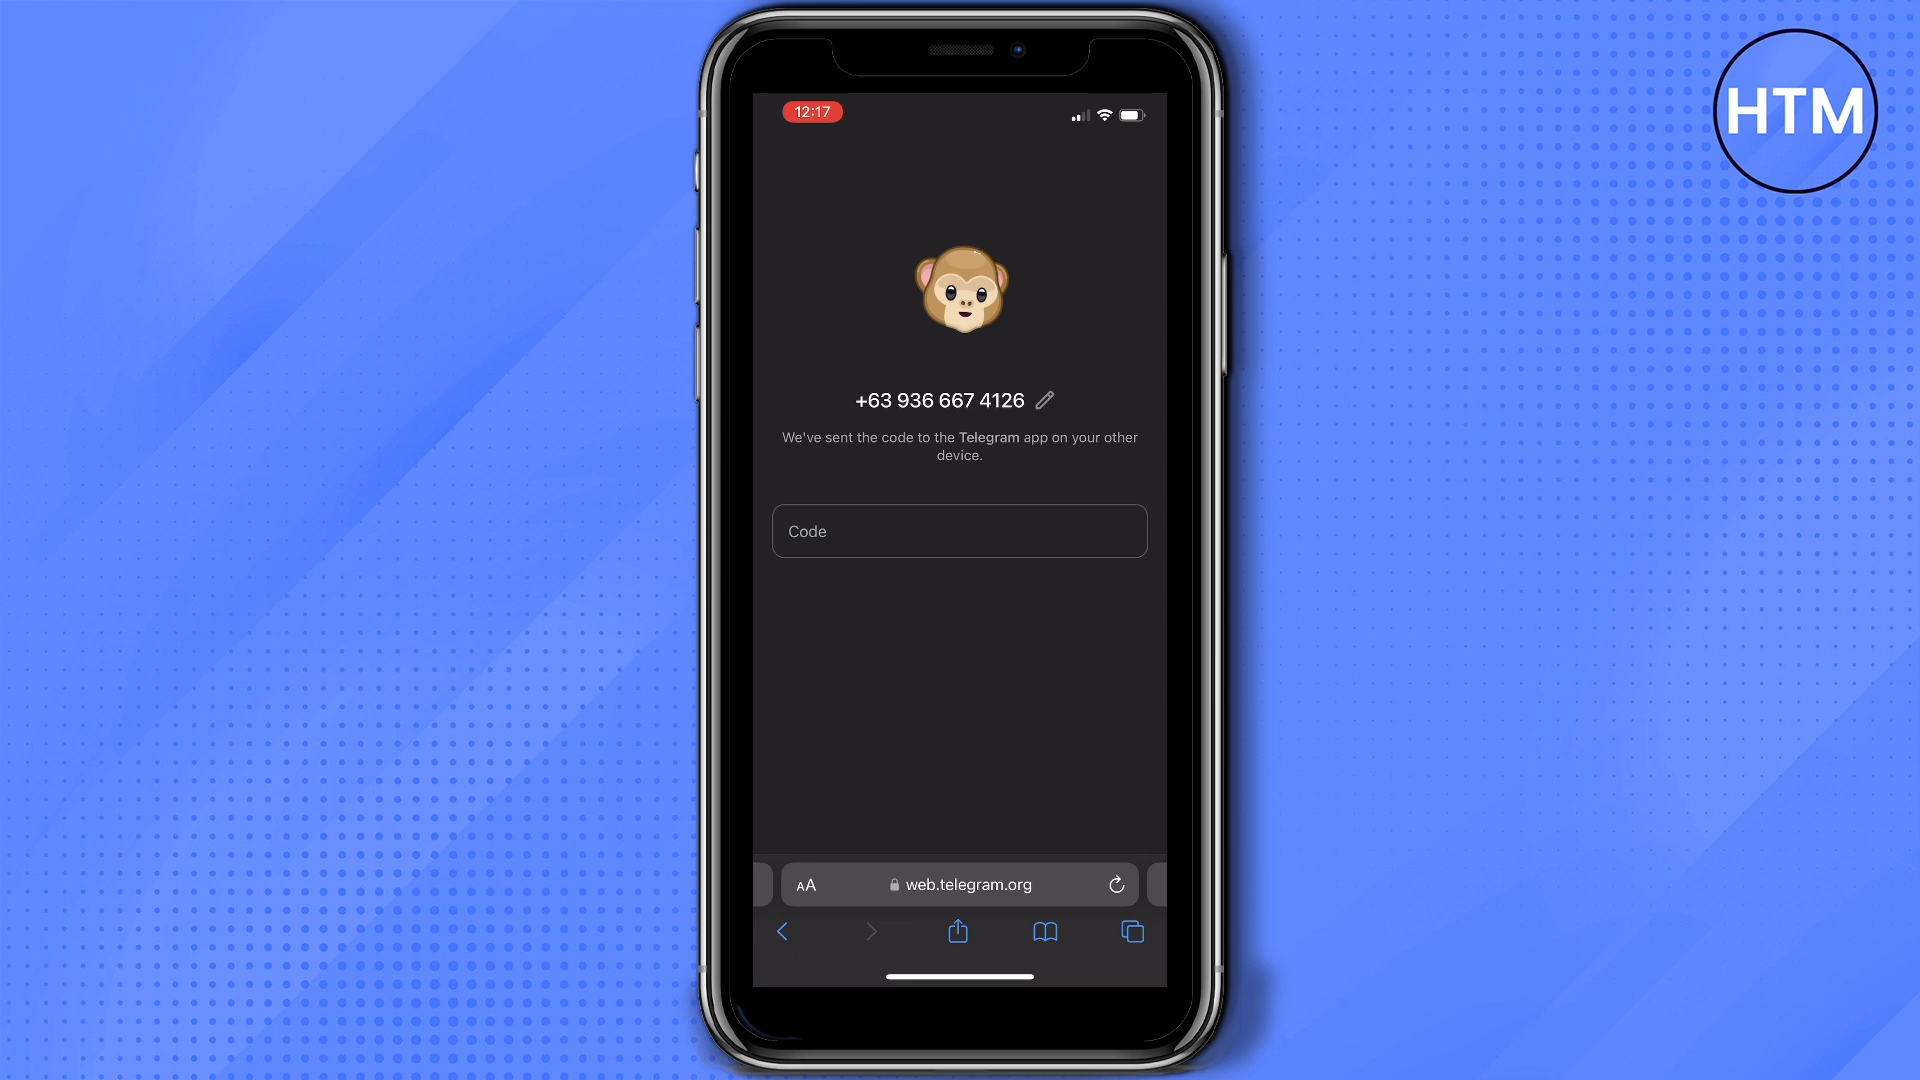 HTM
12:17
+63 936 667 4126
We've sent the code to the Telegram app on your other
device.
Code
AA web.telegram.org